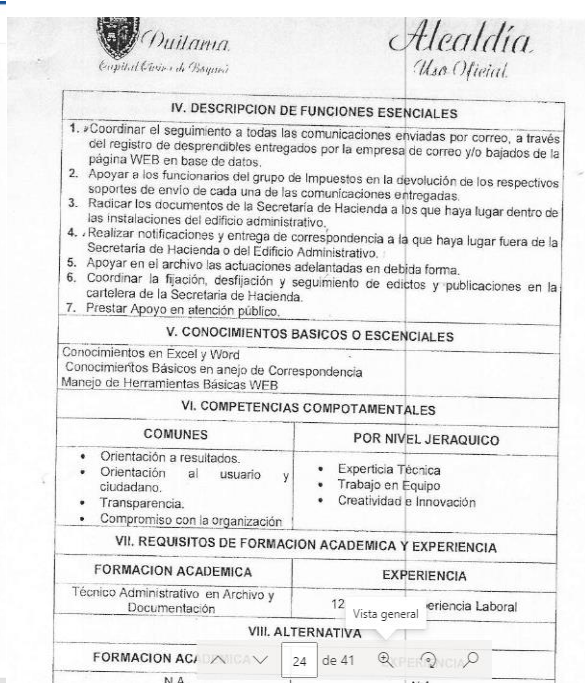 Duitama
Capital Cívica de Boyacá
Alcaldía
Uso Oficial
IV. DESCRIPCION DE FUNCIONES ESENCIALES
1. Coordinar el seguimiento a todas las comunicaciones enviadas por correo, a través
del registro de desprendibles entregados por la empresa de correo y/o bajados de la
página WEB en base de datos.
2. Apoyar a los funcionarios del grupo de Impuestos en la devolución de los respectivos
soportes de envío de cada una de las comunicaciones entregadas.
3. Radicar los documentos de la Secretaría de Hacienda a los que haya lugar dentro de
las instalaciones del edificio administrativo.
4. Realizar notificaciones y entrega de correspondencia a la que haya lugar fuera de la
Secretaria de Hacienda o del Edificio Administrativo.
5. Apoyar en el archivo las actuaciones adelantadas en debida forma.
6. Coordinar la fijación, desfijación y seguimiento de edictos y publicaciones en la
cartelera de la Secretaria de Hacienda.
7. Prestar Apoyo en atención público.
V. CONOCIMIENTOS BASICOS O ESCENCIALES
Conocimientos en Excel y Word
Conocimientos Básicos en anejo de Correspondencia
Manejo de Herramientas Básicas WEB
VI. COMPETENCIAS COMPOTAMENTALES
COMUNES
POR NIVEL JERAQUICO
• Orientación a resultados.
• Orientación al usuario y
ciudadano.
• Transparencia.
• Compromiso con la organización
• Experticia Técnica
• Trabajo en Equipo
• Creatividad e Innovación
VII. REQUISITOS DE FORMACION ACADEMICA Y EXPERIENCIA
FORMACION ACADEMICA
EXPERIENCIA
Técnico Administrativo en Archivo y
Documentación
12 eriencia Laboral
Vista general
VIII. ALTERNATIVA
FORMACION ACADEMICA
EXPERIENCIA
24 de 41
N.A